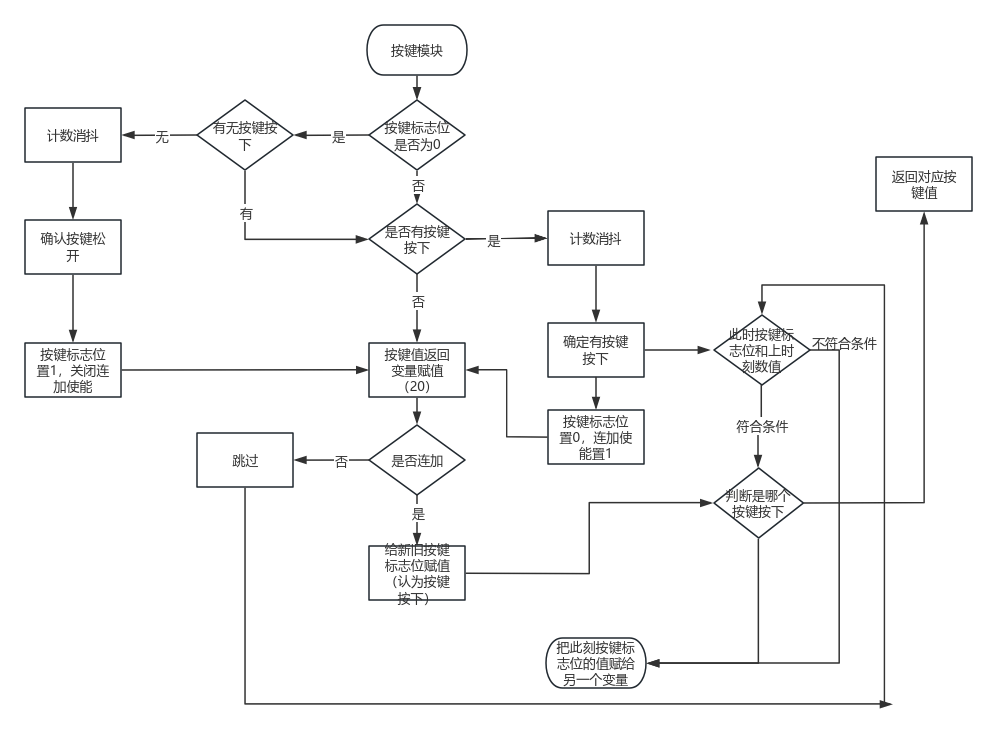 按键模块
有无按键按
下
按键标志位
是否为0
是
无
计数消抖
有
否
返回对应按
键值
确认按键松
开
是否有按键
按下
是
计数消抖
否
按键标志位
置1，关闭连
加使能
按键值返回
变量赋值
（20）
确定有按键
按下
此时按键标
志位和上时
刻数值
不符合条件
按键标志位
置0，连加使
能置1
符合条件
跳过
否
是否连加
是
判断是哪个
按键按下
给新旧按键
标志位赋值
（认为按键
按下）
把此刻按键标
志位的值赋给
另一个变量